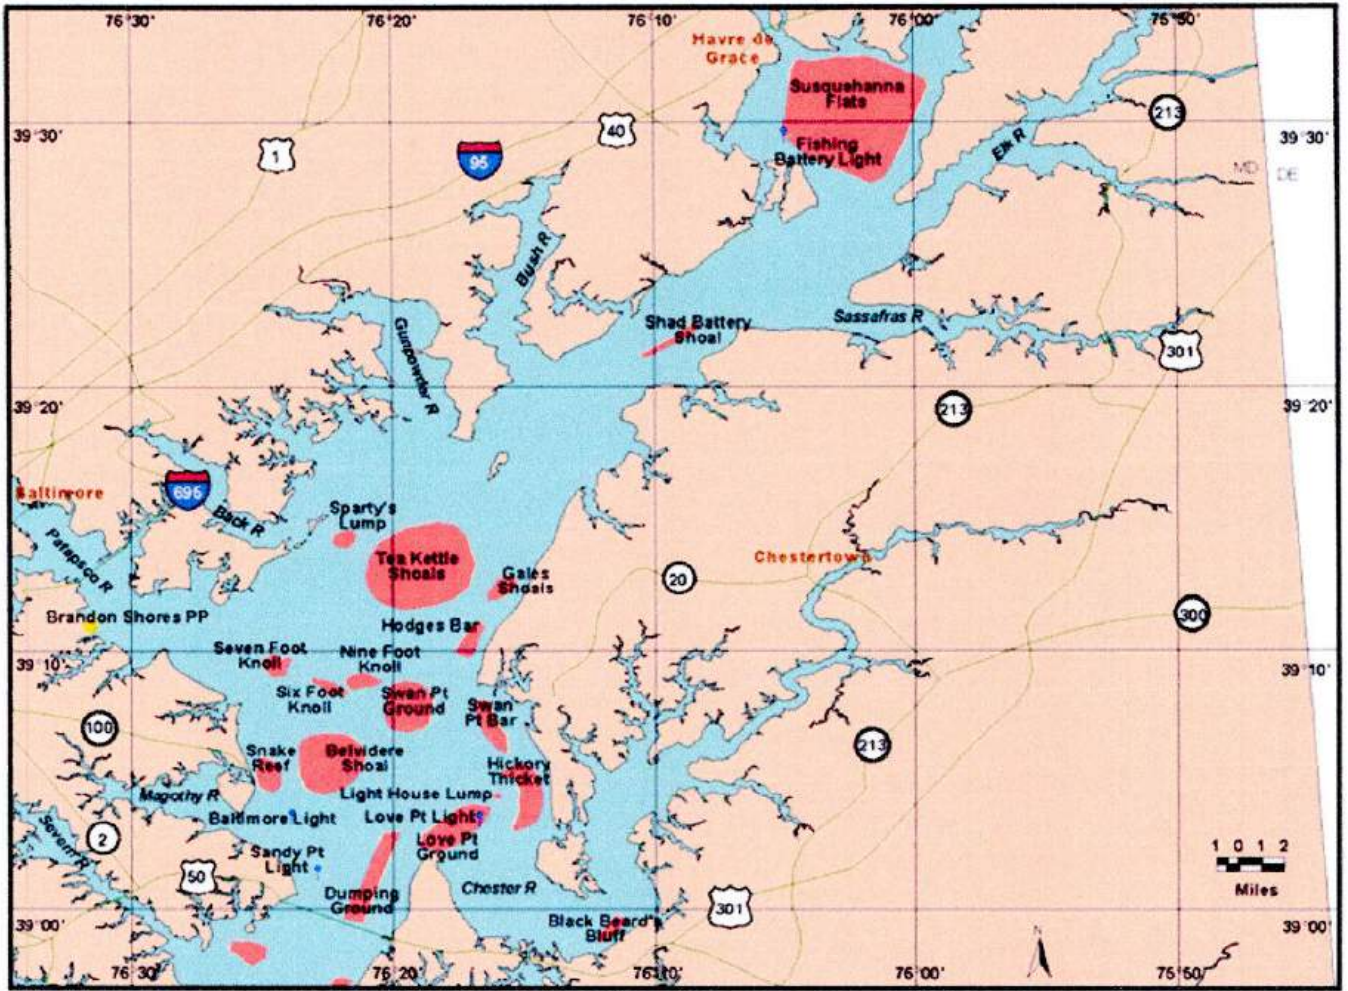 76°30'
76°20'
76°10'
76°00'
75°50'
Havre de
Grace
Susquehanna
Flats
213
40
39°30'
39°30'
1
95
Fishing
Battery Light
Elk R
MD
DE
Bush R
Gunpowder R
Shad Battery
Shoal
Sassafras R
301
39°20'
39°20'
213
Baltimore
695
Back R
Sparty's
Lump
Patapsco R
Tea Kettle
Shoals
Gales
Shoals
Chestertown
20
300
Brandon Shores PP
Hodges Bar
39°10'
39°10'
Seven Foot
Knoll
Nine Foot
Knoll
Six Foot
Knoll
Swan Pt
Ground
Swan
Pt Bar
100
213
Snake
Reef
Belvidere
Shoal
Hickory
Thicket
Magothy R
Light House Lump
Baltimore Light
Love Pt Light
2
Severn R
Love Pt
Ground
1 0 1 2
Miles
Sandy Pt
Light
50
Dumping
Ground
Chester R
301
Black Beard's
Bluff
39°00'
39°00'
N
76°30'
76°20'
76°10'
76°00'
75°50'